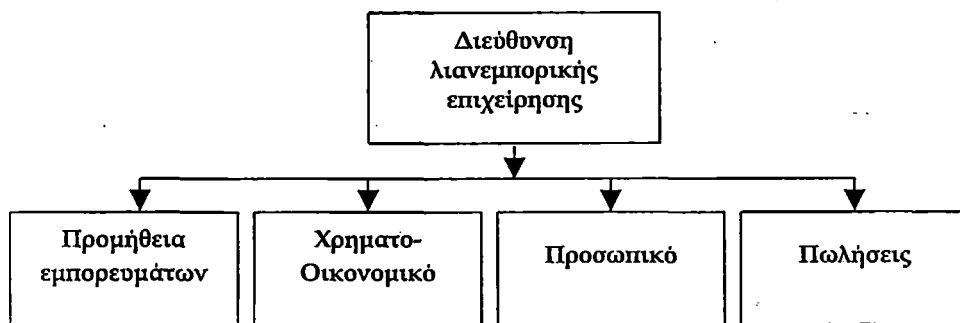 Διεύθυνση
λιανεμπορικής
επιχείρησης
Προμήθεια
εμπορευμάτων
Χρηματο-
Οικονομικό
Προσωπικό
Πωλήσεις